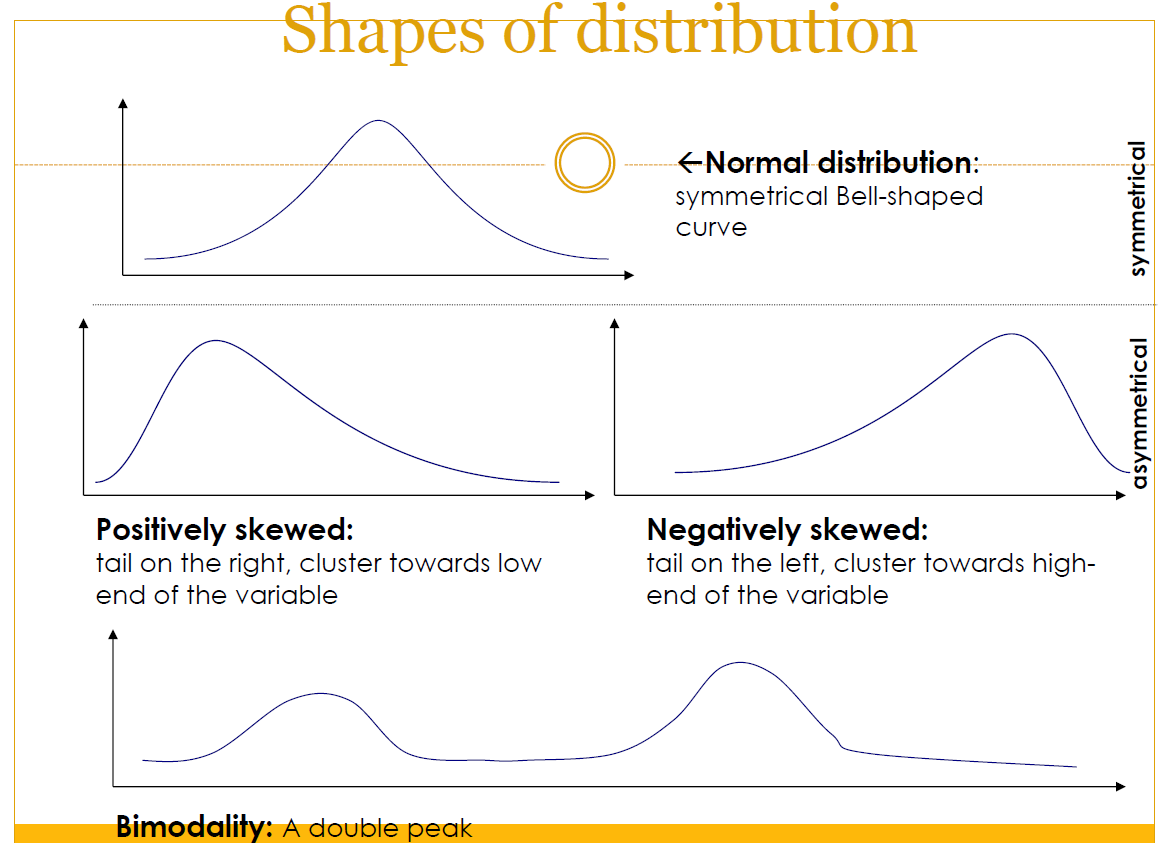 Shapes of distribution
←Normal distribution:
symmetrical Bell-shaped
curve
symmetrical
asymmetrical
Positively skewed:
tail on the right, cluster towards low
end of the variable
Negatively skewed:
tail on the left, cluster towards high-
end of the variable
Bimodality: A double peak